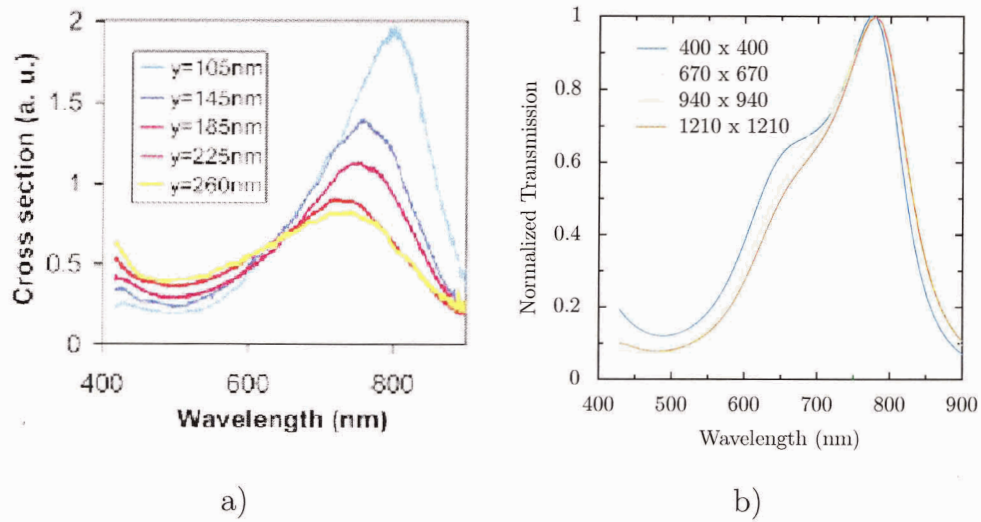 Cross section (a. u.)
2
1.5
1
0.5
0
y=105nm
y=145nm
y=185nm
y=225nm
y=260nm
400
600
800
Wavelength (nm)
a)
Normalized Transmission
1
0.8
0.6
0.4
0.2
0
400 x 400
670 x 670
940 x 940
1210 x 1210
400 500 600 700 800 900
Wavelength (nm)
b)